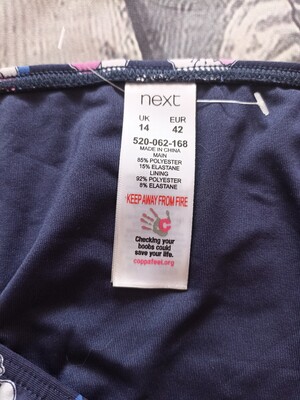 next
UK EUR
14 42
520-062-168
MADE IN CHINA
MAIN
85% POLYESTER
15% ELASTANE
LINING
92% POLYESTER
8% ELASTANE
KEEP AWAY FROM FIRE
Checking your
boobs could
save your life.
coppafeel.org